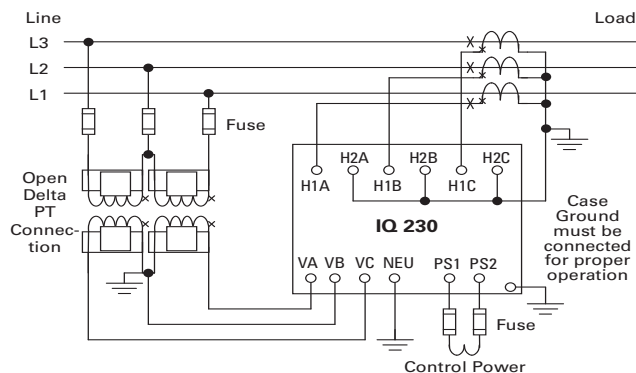 Line
Load
L3
L2
L1
Fuse
H2A
H2B
H2C
H1A
H1B
H1C
Open
Delta
PT
Connec-
tion
IQ 230
Case
Ground
must be
connected
for proper
operation
VA
VB
VC
NEU
PS1
PS2
Fuse
Control Power